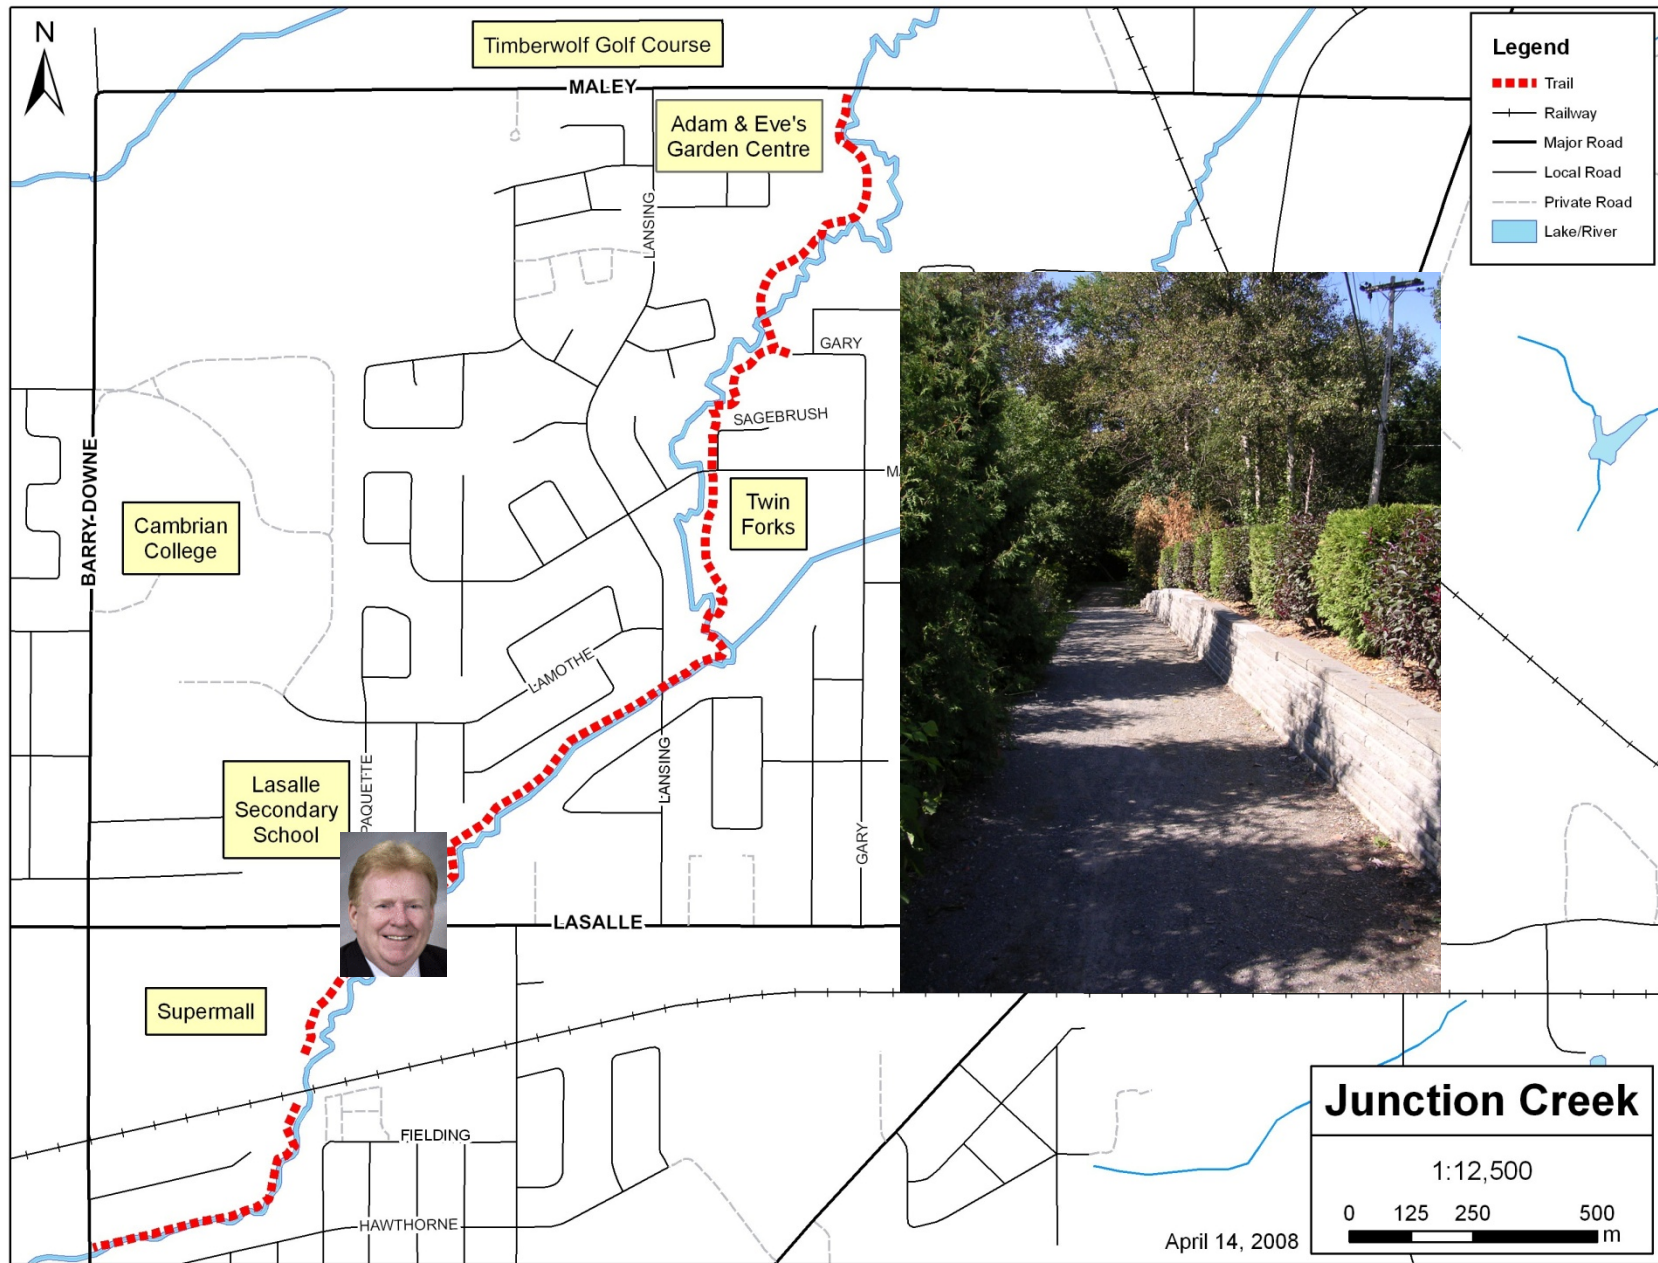 N
Timberwolf Golf Course
MALEY
Adam & Eve's
Garden Centre
Legend
Trail
Railway
Major Road
Local Road
Private Road
Lake/River
LANSING
GARY
SAGEBRUSH
BARRY-DOWNE
Cambrian
College
Twin
Forks
LAMOTHE
Lasalle
Secondary
School
PAQUETTE
LANSING
GARY
LASALLE
Supermall
FIELDING
HAWTHORNE
Junction Creek
1:12,500
0 125 250 500
m
April 14, 2008